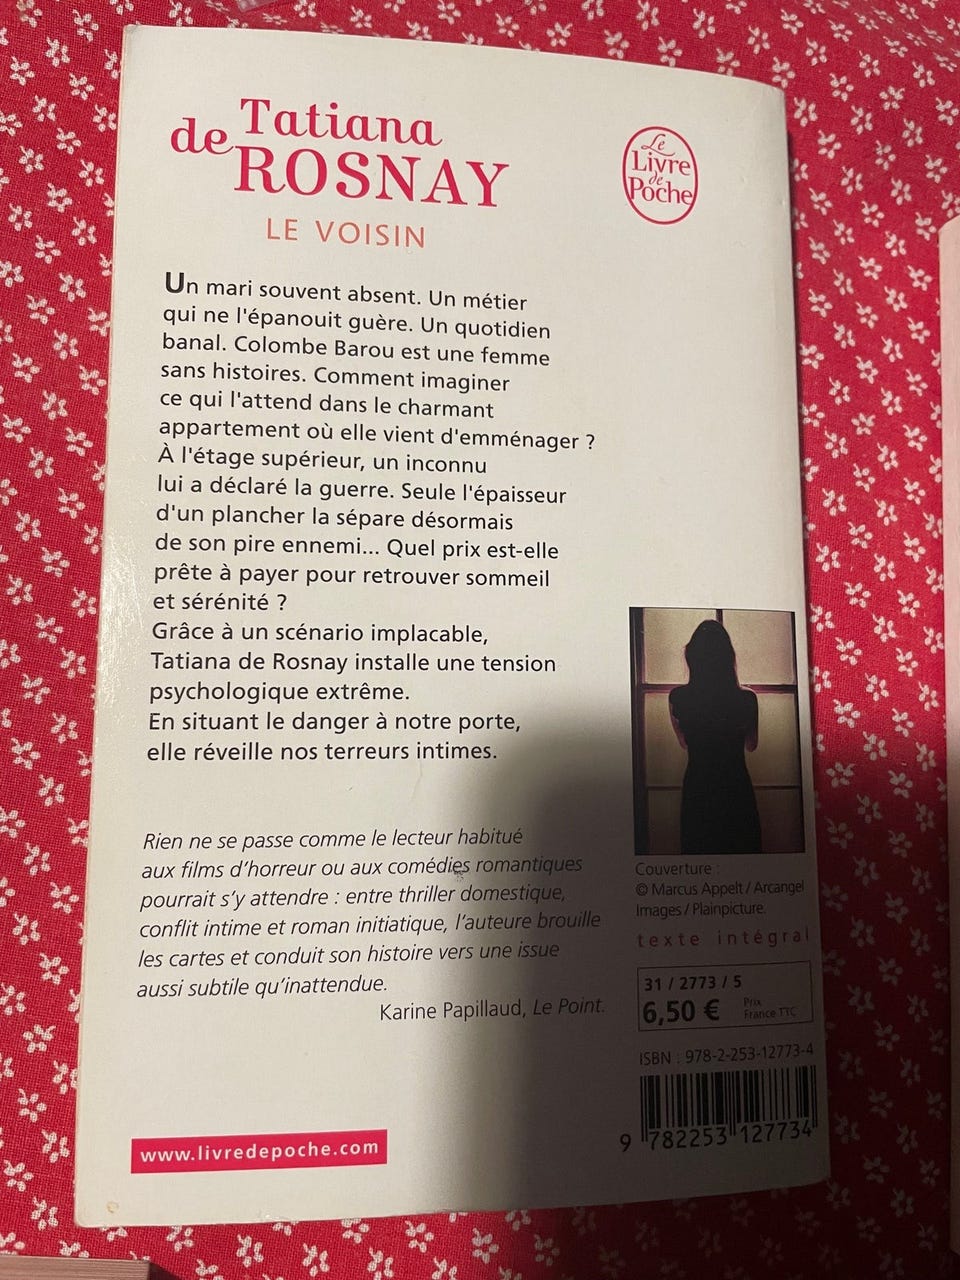 Tatiana
de ROSNAY
LE VOISIN
Le
Livre
de
Poche
Un mari souvent absent. Un métier
qui ne l'épanouit guère. Un quotidien
banal. Colombe Barou est une femme
sans histoires. Comment imaginer
ce qui l'attend dans le charmant
appartement où elle vient d'emménager ?
À l'étage supérieur, un inconnu
lui a déclaré la guerre. Seule l'épaisseur
d'un plancher la sépare désormais
de son pire ennemi... Quel prix est-elle
prête à payer pour retrouver sommeil
et sérénité ?
Grâce à un scénario implacable,
Tatiana de Rosnay installe une tension
psychologique extrême.
En situant le danger à notre porte,
elle réveille nos terreurs intimes.
Rien ne se passe comme le lecteur habitué
aux films d'horreur ou aux comédies romantiques
pourrait s'y attendre : entre thriller domestique,
conflit intime et roman initiatique, l'auteure brouille
les cartes et conduit son histoire vers une issue
aussi subtile qu'inattendue.
Karine Papillaud, Le Point.
Couverture :
© Marcus Appelt / Arcangel
Images / Plainpicture.
texte intégral
31 / 2773 / 5
6,50 €
Prix
France TTC
ISBN : 978-2-253-12773-4
9 782253 127734
www.livredepoche.com